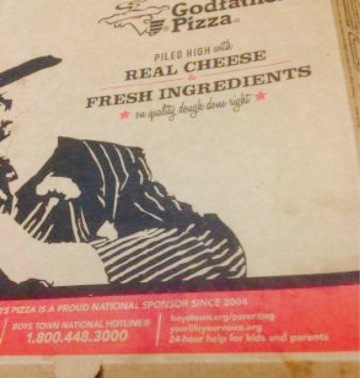 Godfather
Pizza®
PILED HIGH with
REAL CHEESE
&
FRESH INGREDIENTS
on quality dough done right
'S PIZZA IS A PROUD NATIONAL SPONSOR SINCE 2004
BOYS TOWN NATIONAL HOTLINE®
1.800.448.3000
boystown.org/parenting
yourlifeyourvoice.org
24-hour help for kids and parents